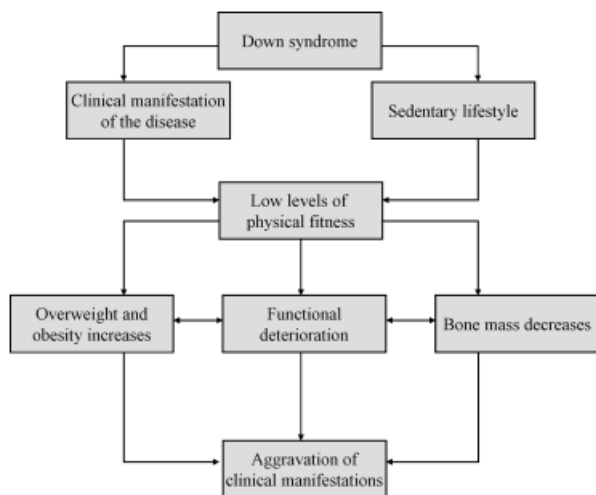 Down syndrome
Clinical manifestation
of the disease
Sedentary lifestyle
Low levels of
physical fitness
Overweight and
obesity increases
Functional
deterioration
Bone mass decreases
Aggravation of
clinical manifestations